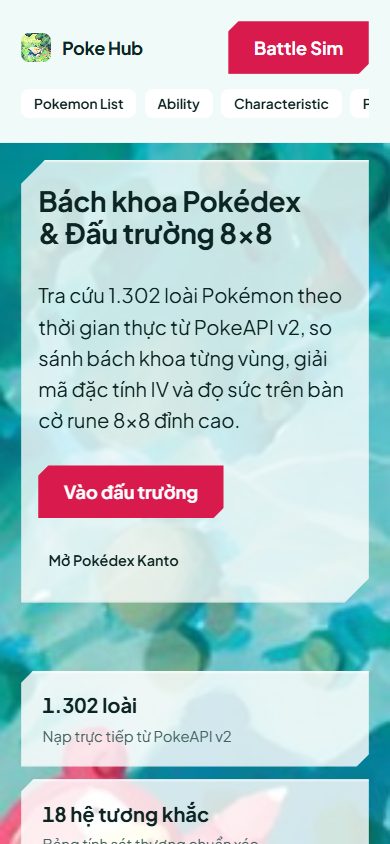 Poke Hub
Battle Sim
Pokemon List
Ability
Characteristic
Bách khoa Pokédex
& Đấu trường 8×8
Tra cứu 1.302 loài Pokémon theo
thời gian thực từ PokeAPI v2, so
sánh bách khoa từng vùng, giải
mã đặc tính IV và đọ sức trên bàn
cờ rune 8×8 đỉnh cao.
Vào đấu trường
Mở Pokédex Kanto
1.302 loài
Nạp trực tiếp từ PokeAPI v2
18 hệ tương khắc